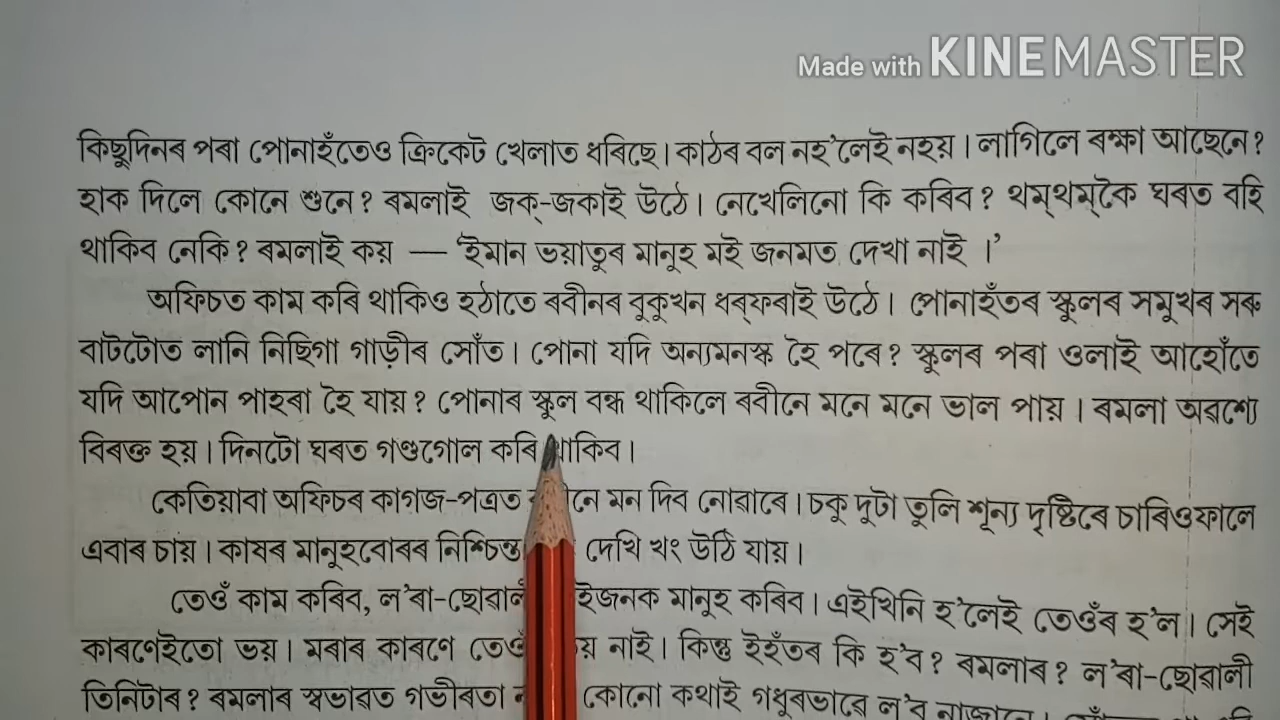 Made with KINEMASTER
কিছুদিনৰ পৰা পোনাহঁতেও ক্ৰিকেট খেলাত ধৰিছে। কাঠৰ বল নহ'লেই নহয়। লাগিলে ৰক্ষা আছেনে?
হাক দিলে কোনে শুনে? ৰমলাই জক্-জকাই উঠে। নেখেলিনো কি কৰিব? থম্‌থম্‌কৈ ঘৰত বহি
থাকিব নেকি? ৰমলাই কয় — 'ইমান ভয়াতুৰ মানুহ মই জনমত দেখা নাই ।'
অফিচত কাম কৰি থাকিও হঠাতে ৰবীনৰ বুকুখন ধৰ্‌ফৰাই উঠে। পোনাহঁতৰ স্কুলৰ সমুখৰ সৰু
বাটটোত লানি নিছিগা গাড়ীৰ সোঁত। পোনা যদি অন্যমনস্ক হৈ পৰে? স্কুলৰ পৰা ওলাই আহোঁতে
যদি আপোন পাহৰা হৈ যায়? পোনাৰ স্কুল বন্ধ থাকিলে ৰবীনে মনে মনে ভাল পায়। ৰমলা অৱশ্যে
বিৰক্ত হয়। দিনটো ঘৰত গণ্ডগোল কৰি থাকিব।
কেতিয়াবা অফিচৰ কাগজ-পত্ৰত মন দিব নোৱাৰে। চকু দুটা তুলি শূন্য দৃষ্টিৰে চাৰিওফালে
এবাৰ চায়। কাষৰ মানুহবোৰৰ দেখি খং উঠি যায়।
তেওঁ কাম কৰিব, মানুহ কৰিব। এইখিনি হ'লেই তেওঁৰ হ'ল। সেই
কাৰণেইতো ভয়। মৰাৰ কাৰণে নাই। কিন্তু ইহঁতৰ কি হ'ব? ৰমলাৰ? ল'ৰা-ছোৱালী
তিনিটাৰ? ৰমলাৰ স্বভাৱত গভীৰতা কোনো কথাই গধুৰভাৱে ল'ব নাজানে।